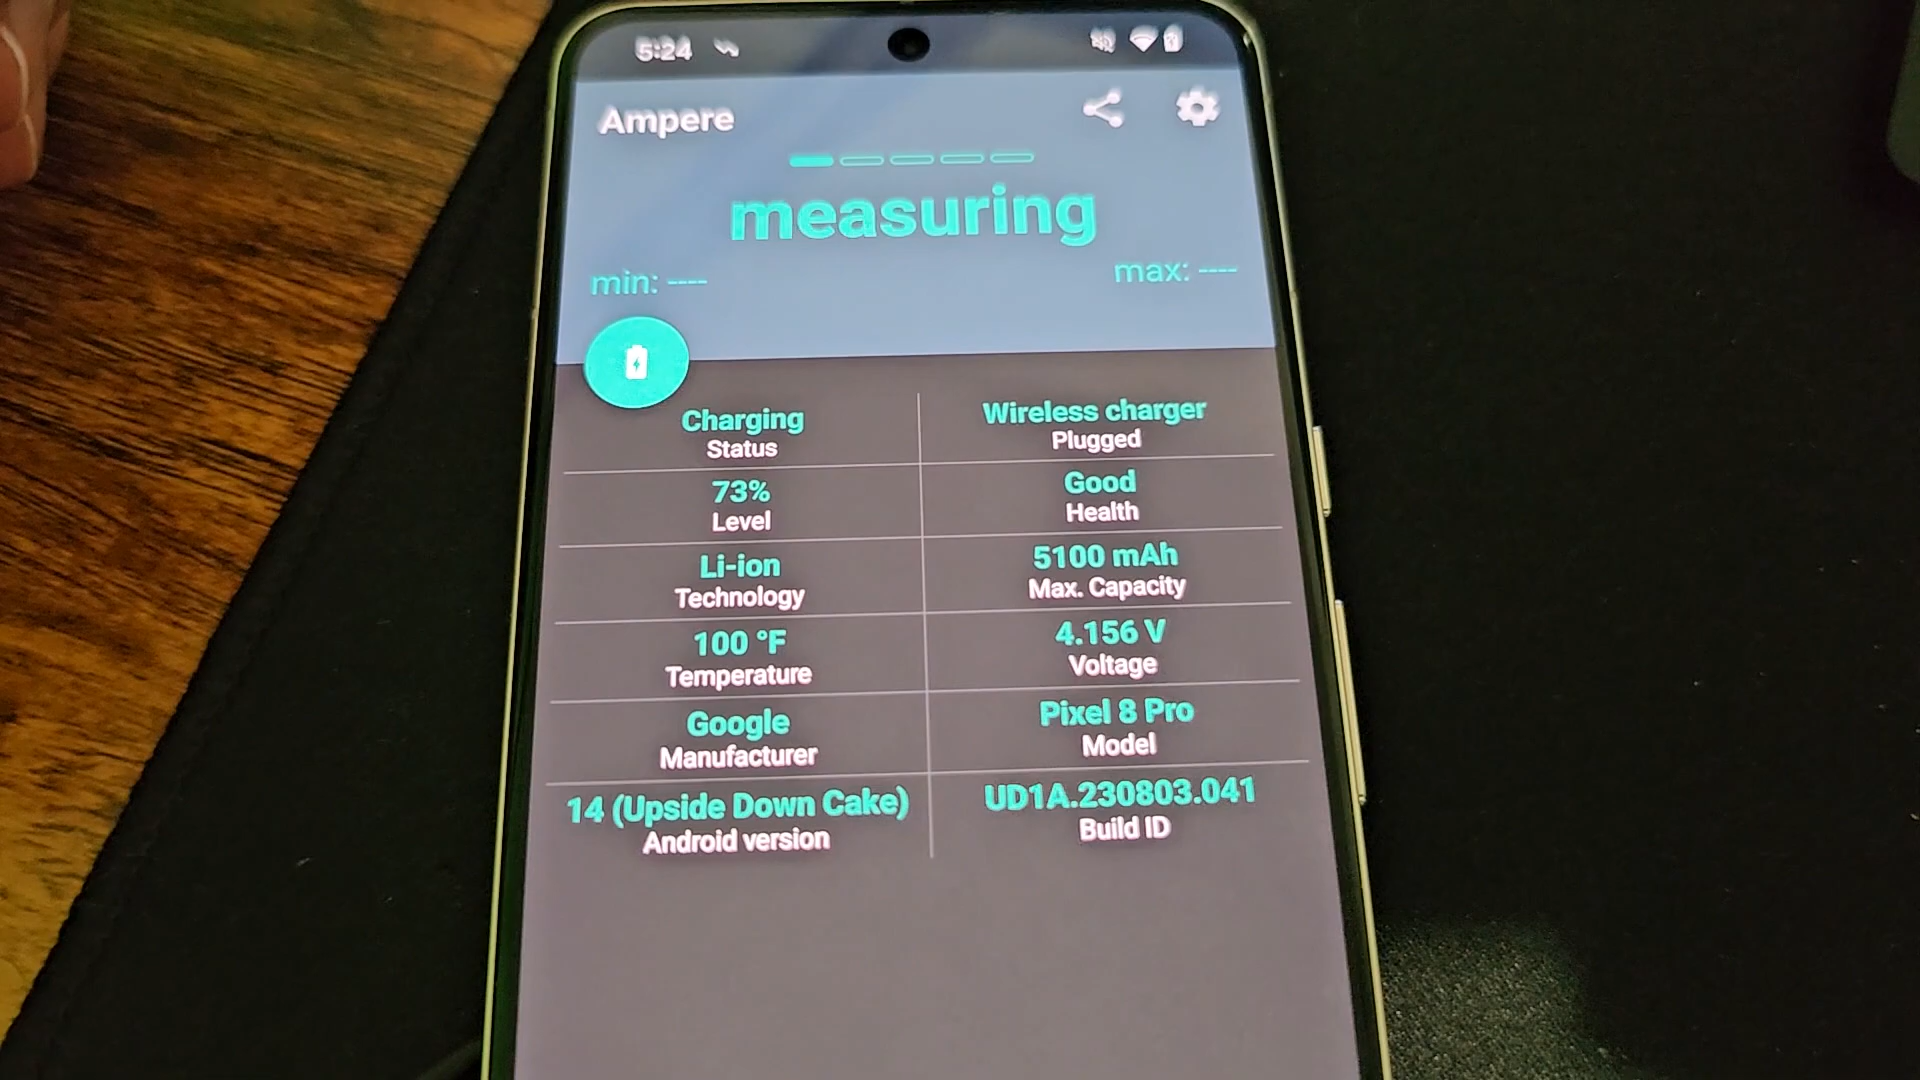 5:24
Ampere
measuring
min: ----
max: ----
Charging
Status
Wireless charger
Plugged
73%
Level
Good
Health
Li-ion
Technology
5100 mAh
Max. Capacity
100 °F
Temperature
4.156 V
Voltage
Google
Manufacturer
Pixel 8 Pro
Model
14 (Upside Down Cake)
Android version
UD1A.230803.041
Build ID